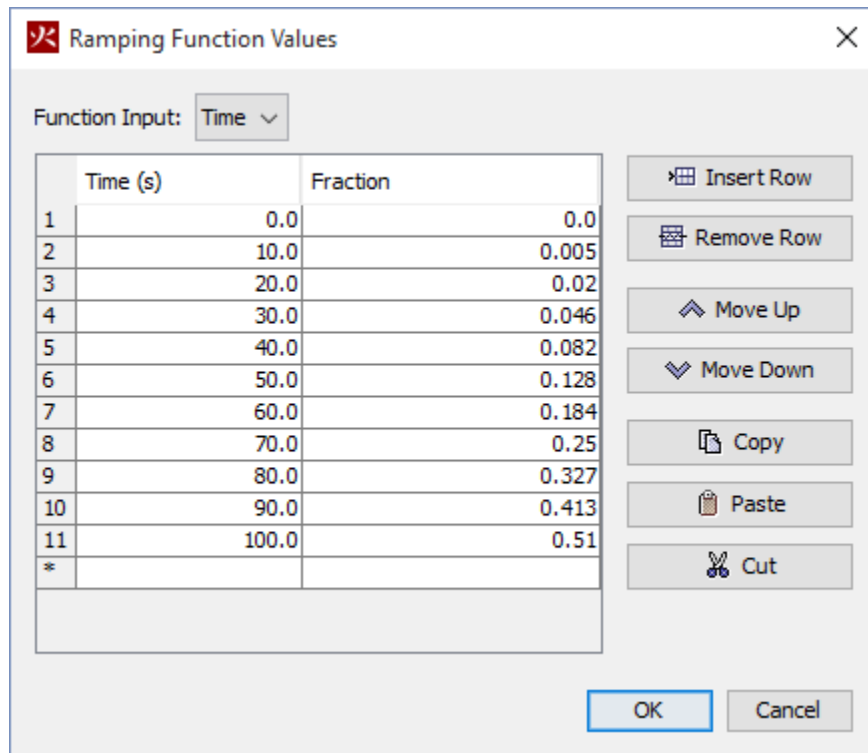 火 Ramping Function Values
Function Input: Time
Time (s) Fraction
1 0.0 0.0
2 10.0 0.005
3 20.0 0.02
4 30.0 0.046
5 40.0 0.082
6 50.0 0.128
7 60.0 0.184
8 70.0 0.25
9 80.0 0.327
10 90.0 0.413
11 100.0 0.51
*
Insert Row
Remove Row
Move Up
Move Down
Copy
Paste
Cut
OK Cancel